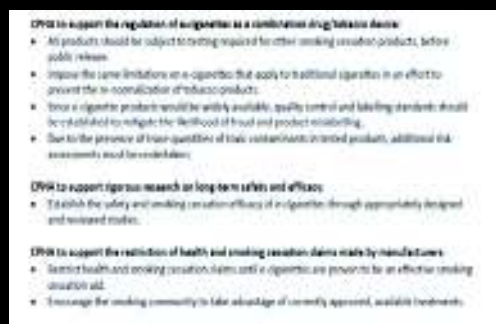 CPHA to support the regulation of e-cigarettes as a combination drug/tobacco device:
• All products should be subject to testing required for other smoking cessation products, before
public release.
• Impose the same limitations on e-cigarettes that apply to traditional cigarettes in an effort to
prevent the re-normalization of tobacco products.
• Since e-cigarette products would be widely available, quality control and labelling standards should
be established to mitigate the likelihood of fraud and product mislabelling.
• Due to the presence of trace quantities of toxic contaminants in tested products, additional risk
assessments must be undertaken.
CPHA to support rigorous research on long-term safety and efficacy:
• Establish the safety and smoking cessation efficacy of e-cigarettes through appropriately designed
and reviewed studies.
CPHA to support the restriction of health and smoking cessation claims made by manufacturers:
• Restrict health and smoking cessation claims until e-cigarettes are proven to be an effective smoking
cessation aid.
• Encourage the smoking community to take advantage of currently approved, available treatments.